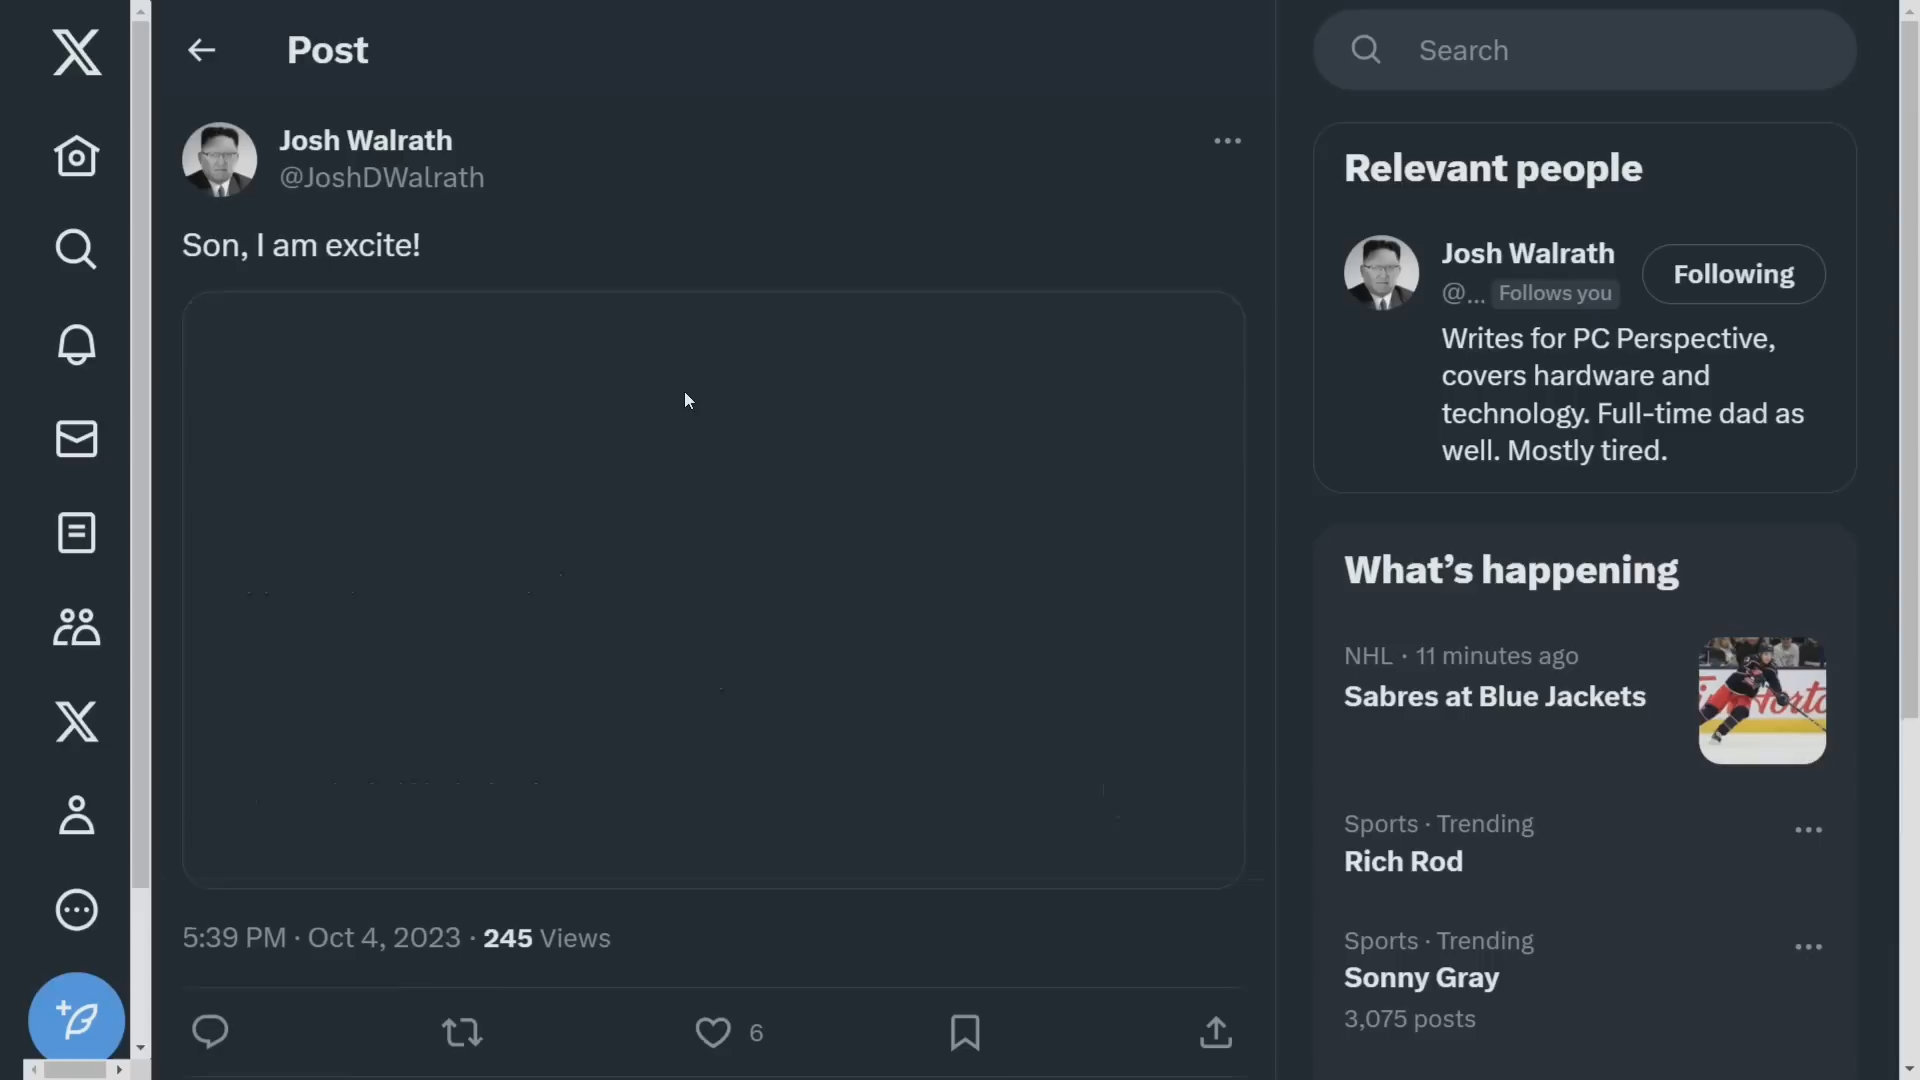 Post
Search
Josh Walrath
@JoshDWalrath
Son, I am excite!
5:39 PM · Oct 4, 2023 · 245 Views
6
Relevant people
Josh Walrath
@... Follows you
Following
Writes for PC Perspective,
covers hardware and
technology. Full-time dad as
well. Mostly tired.
What’s happening
NHL · 11 minutes ago
Sabres at Blue Jackets
Sports · Trending
Rich Rod
Sports · Trending
Sonny Gray
3,075 posts